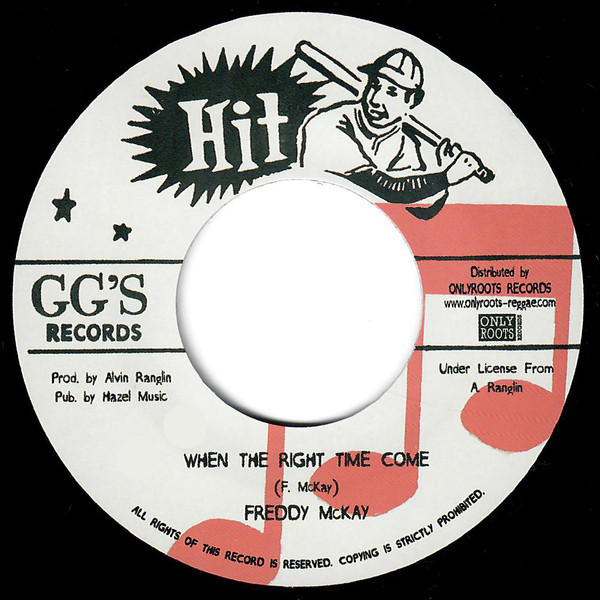 Hit
GG'S
RECORDS
Prod. by Alvin Ranglin
Pub. by Hazel Music
Distributed by
ONLYROOTS RECORDS
www.onlyroots-reggae.com
ONLY
ROOTS
Under License From
A. Ranglin
WHEN THE RIGHT TIME COME
(F. McKay)
FREDDY McKAY
ALL RIGHTS OF THIS RECORD IS RESERVED. COPYING IS STRICTLY PROHIBITED.